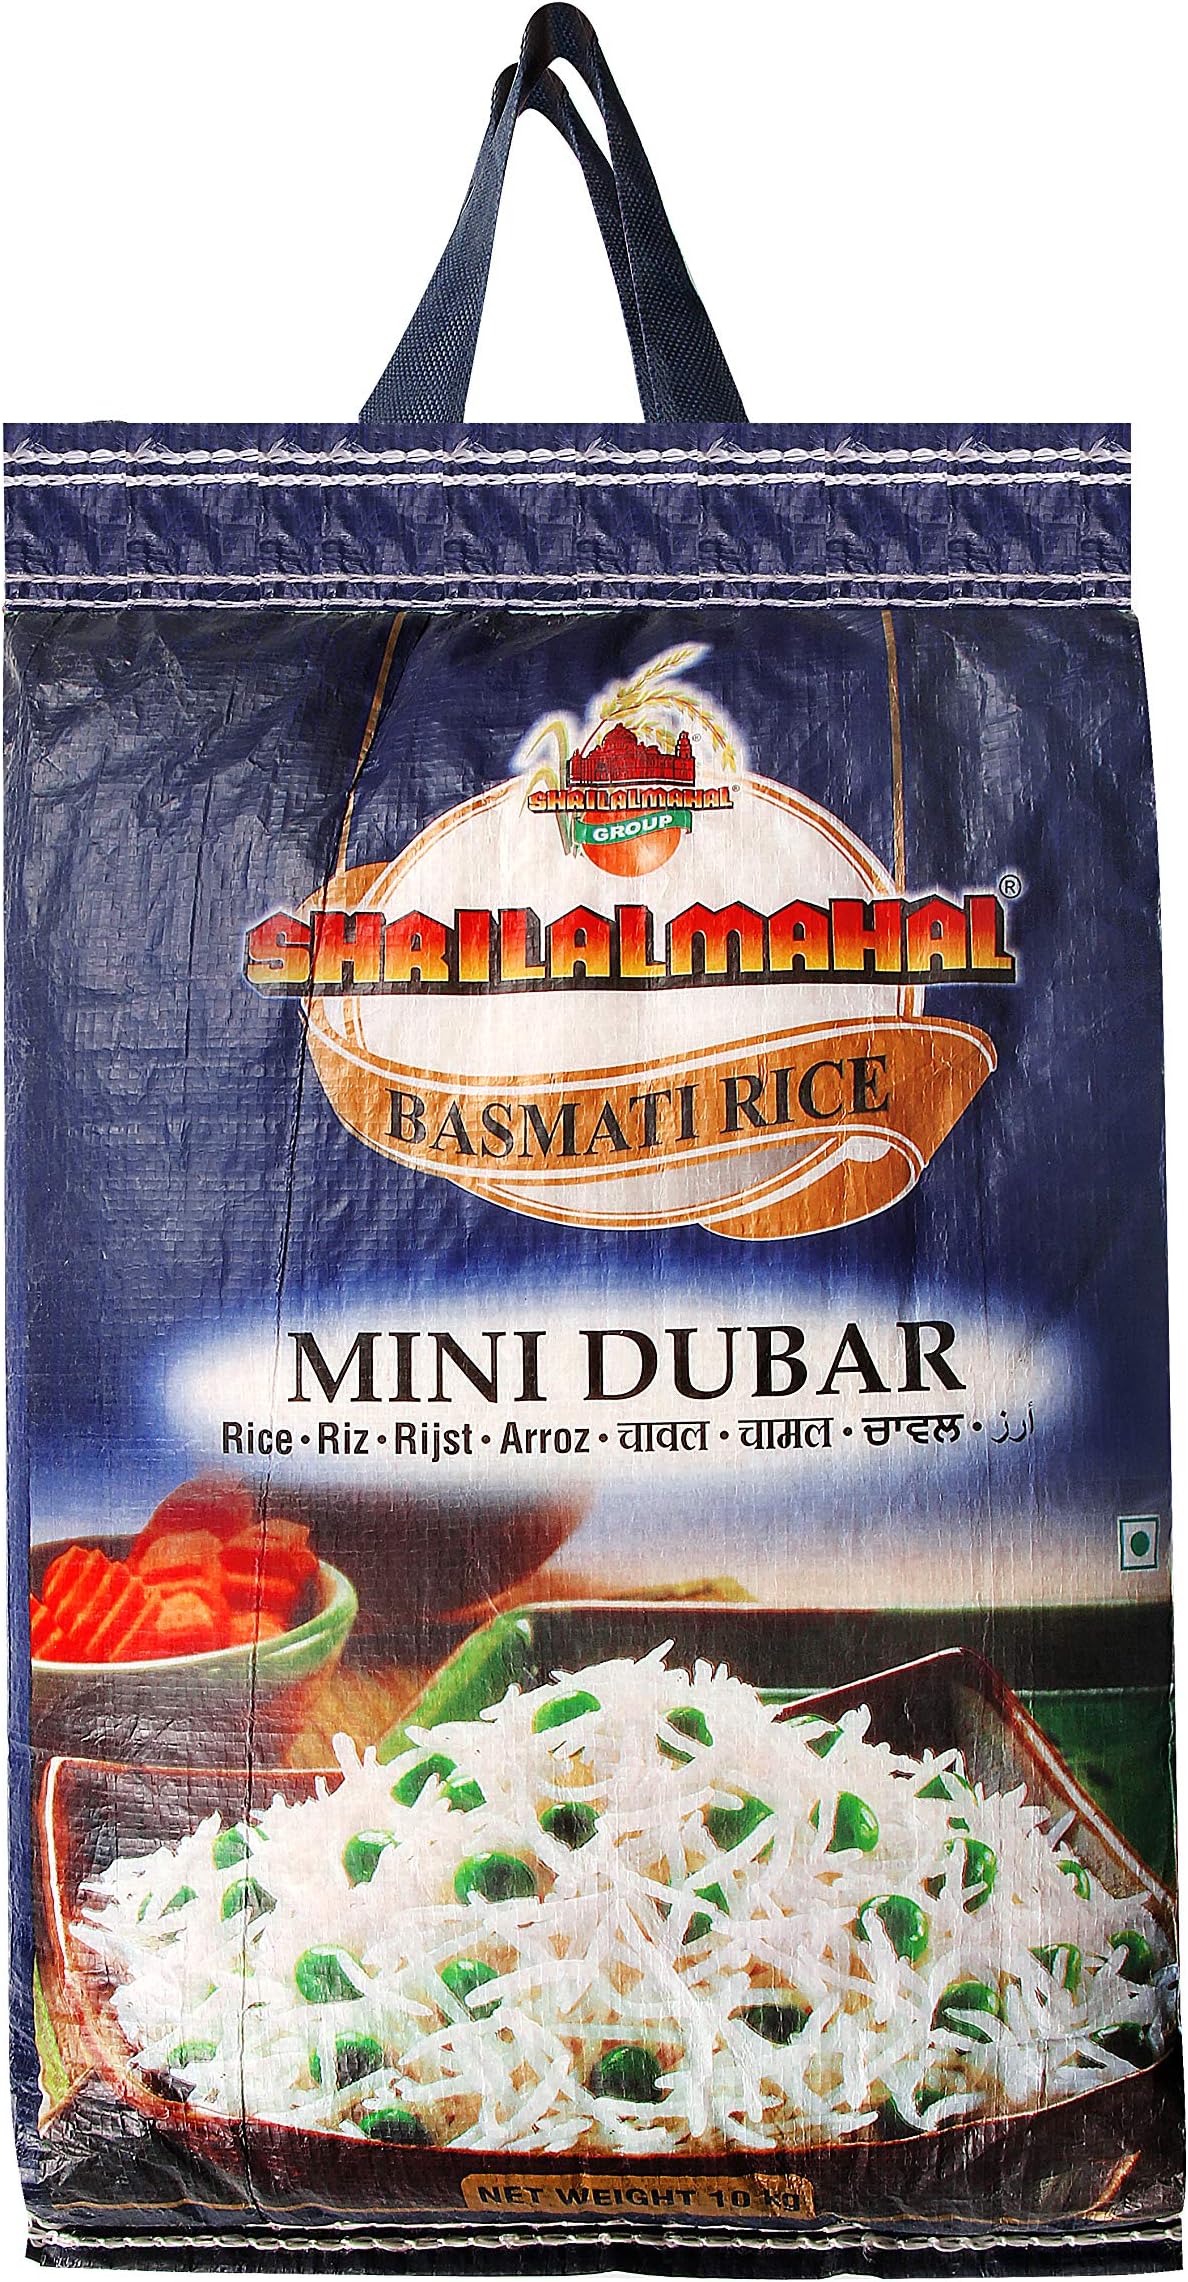 SHRILALMAHAL®
GROUP
SHRILALMAHAL®
BASMATI RICE
MINI DUBAR
Rice • Riz • Rijst • Arroz • चावल • चामल • ਚਾਵਲ • أرز
NET WEIGHT 10 kg